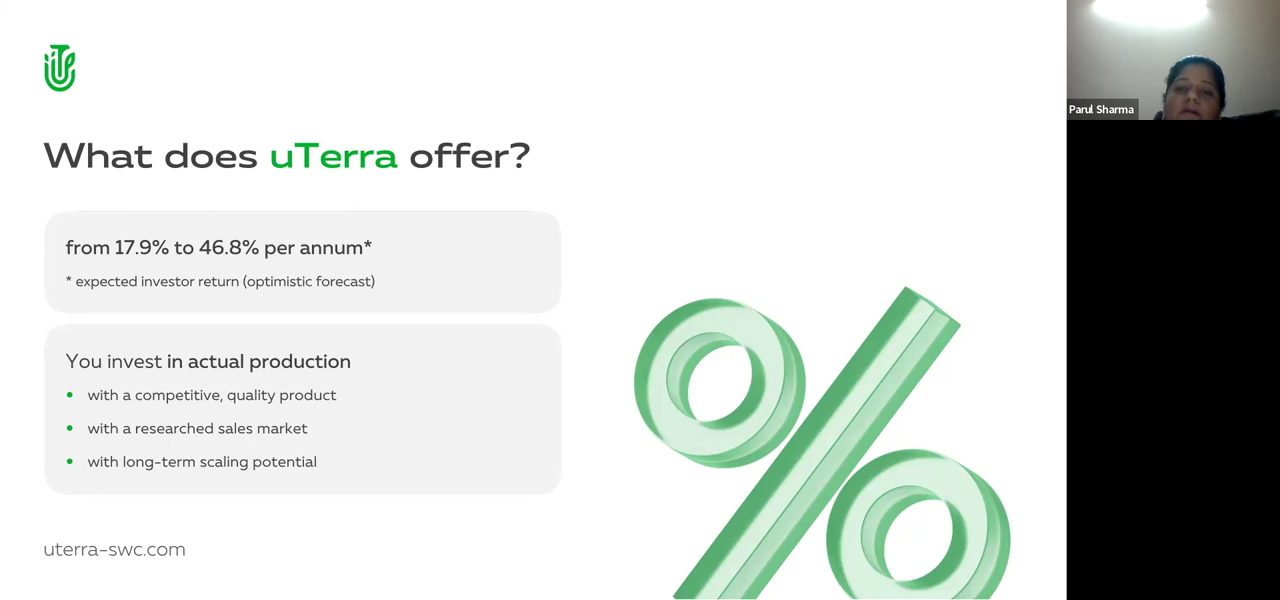 What does uTerra offer?
from 17.9% to 46.8% per annum*
* expected investor return (optimistic forecast)
You invest in actual production
• with a competitive, quality product
• with a researched sales market
• with long-term scaling potential
uterra-swc.com
Parul Sharma